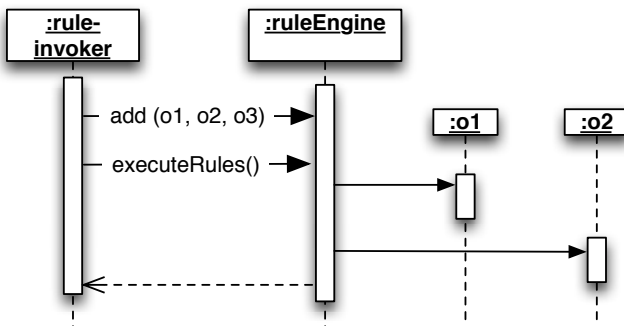 :rule-
invoker
:ruleEngine
add (o1, o2, o3)
:o1
:o2
executeRules()